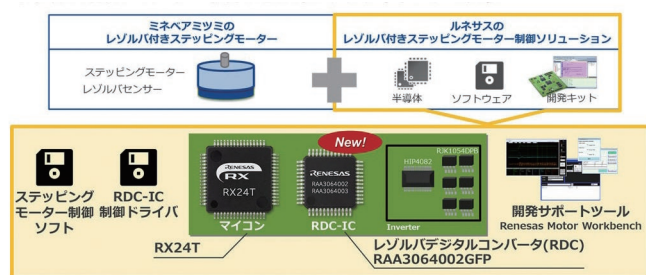 ミネベアミツミの
レゾルバ付きステッピングモーター
ステッピングモーター
レゾルバセンサー
ルネサスの
レゾルバ付きステッピングモーター制御ソリューション
半導体
ソフトウェア
開発キット
ステッピング
モーター制御
ソフト
RDC-IC
制御ドライバ
RENESAS
RX
RX24T
マイコン
New!
RENESAS
RAA3064002
RAA3064003
RDC-IC
HIP4082
RJK1054DPB
Inverter
開発サポートツール
Renesas Motor Workbench
RX24T
レゾルバデジタルコンバータ(RDC)
RAA3064002GFP